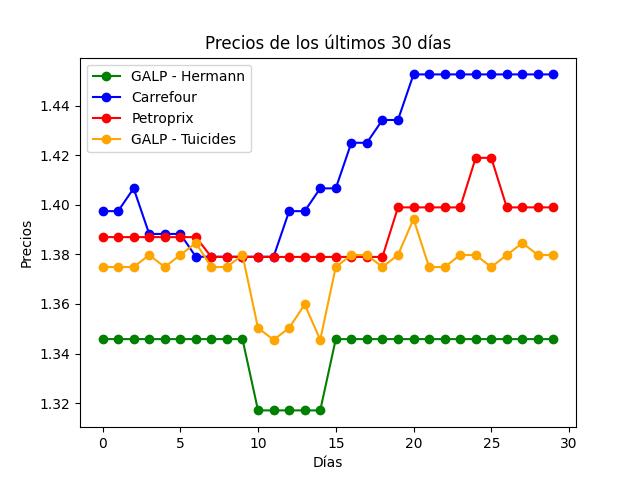 Precios de los últimos 30 días
GALP - Hermann
Carrefour
Petroprix
GALP - Tuicides
1.44
1.42
1.40
1.38
1.36
1.34
1.32
Precios
0 5 10 15 20 25 30
Días